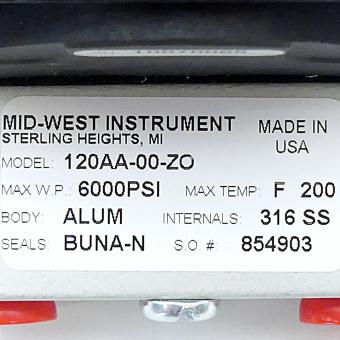 MID-WEST INSTRUMENT MADE IN
STERLING HEIGHTS, MI USA
MODEL: 120AA-00-ZO
MAX W.P.: 6000PSI MAX TEMP: F 200
BODY: ALUM INTERNALS: 316 SS
SEALS: BUNA-N S.O. #: 854903